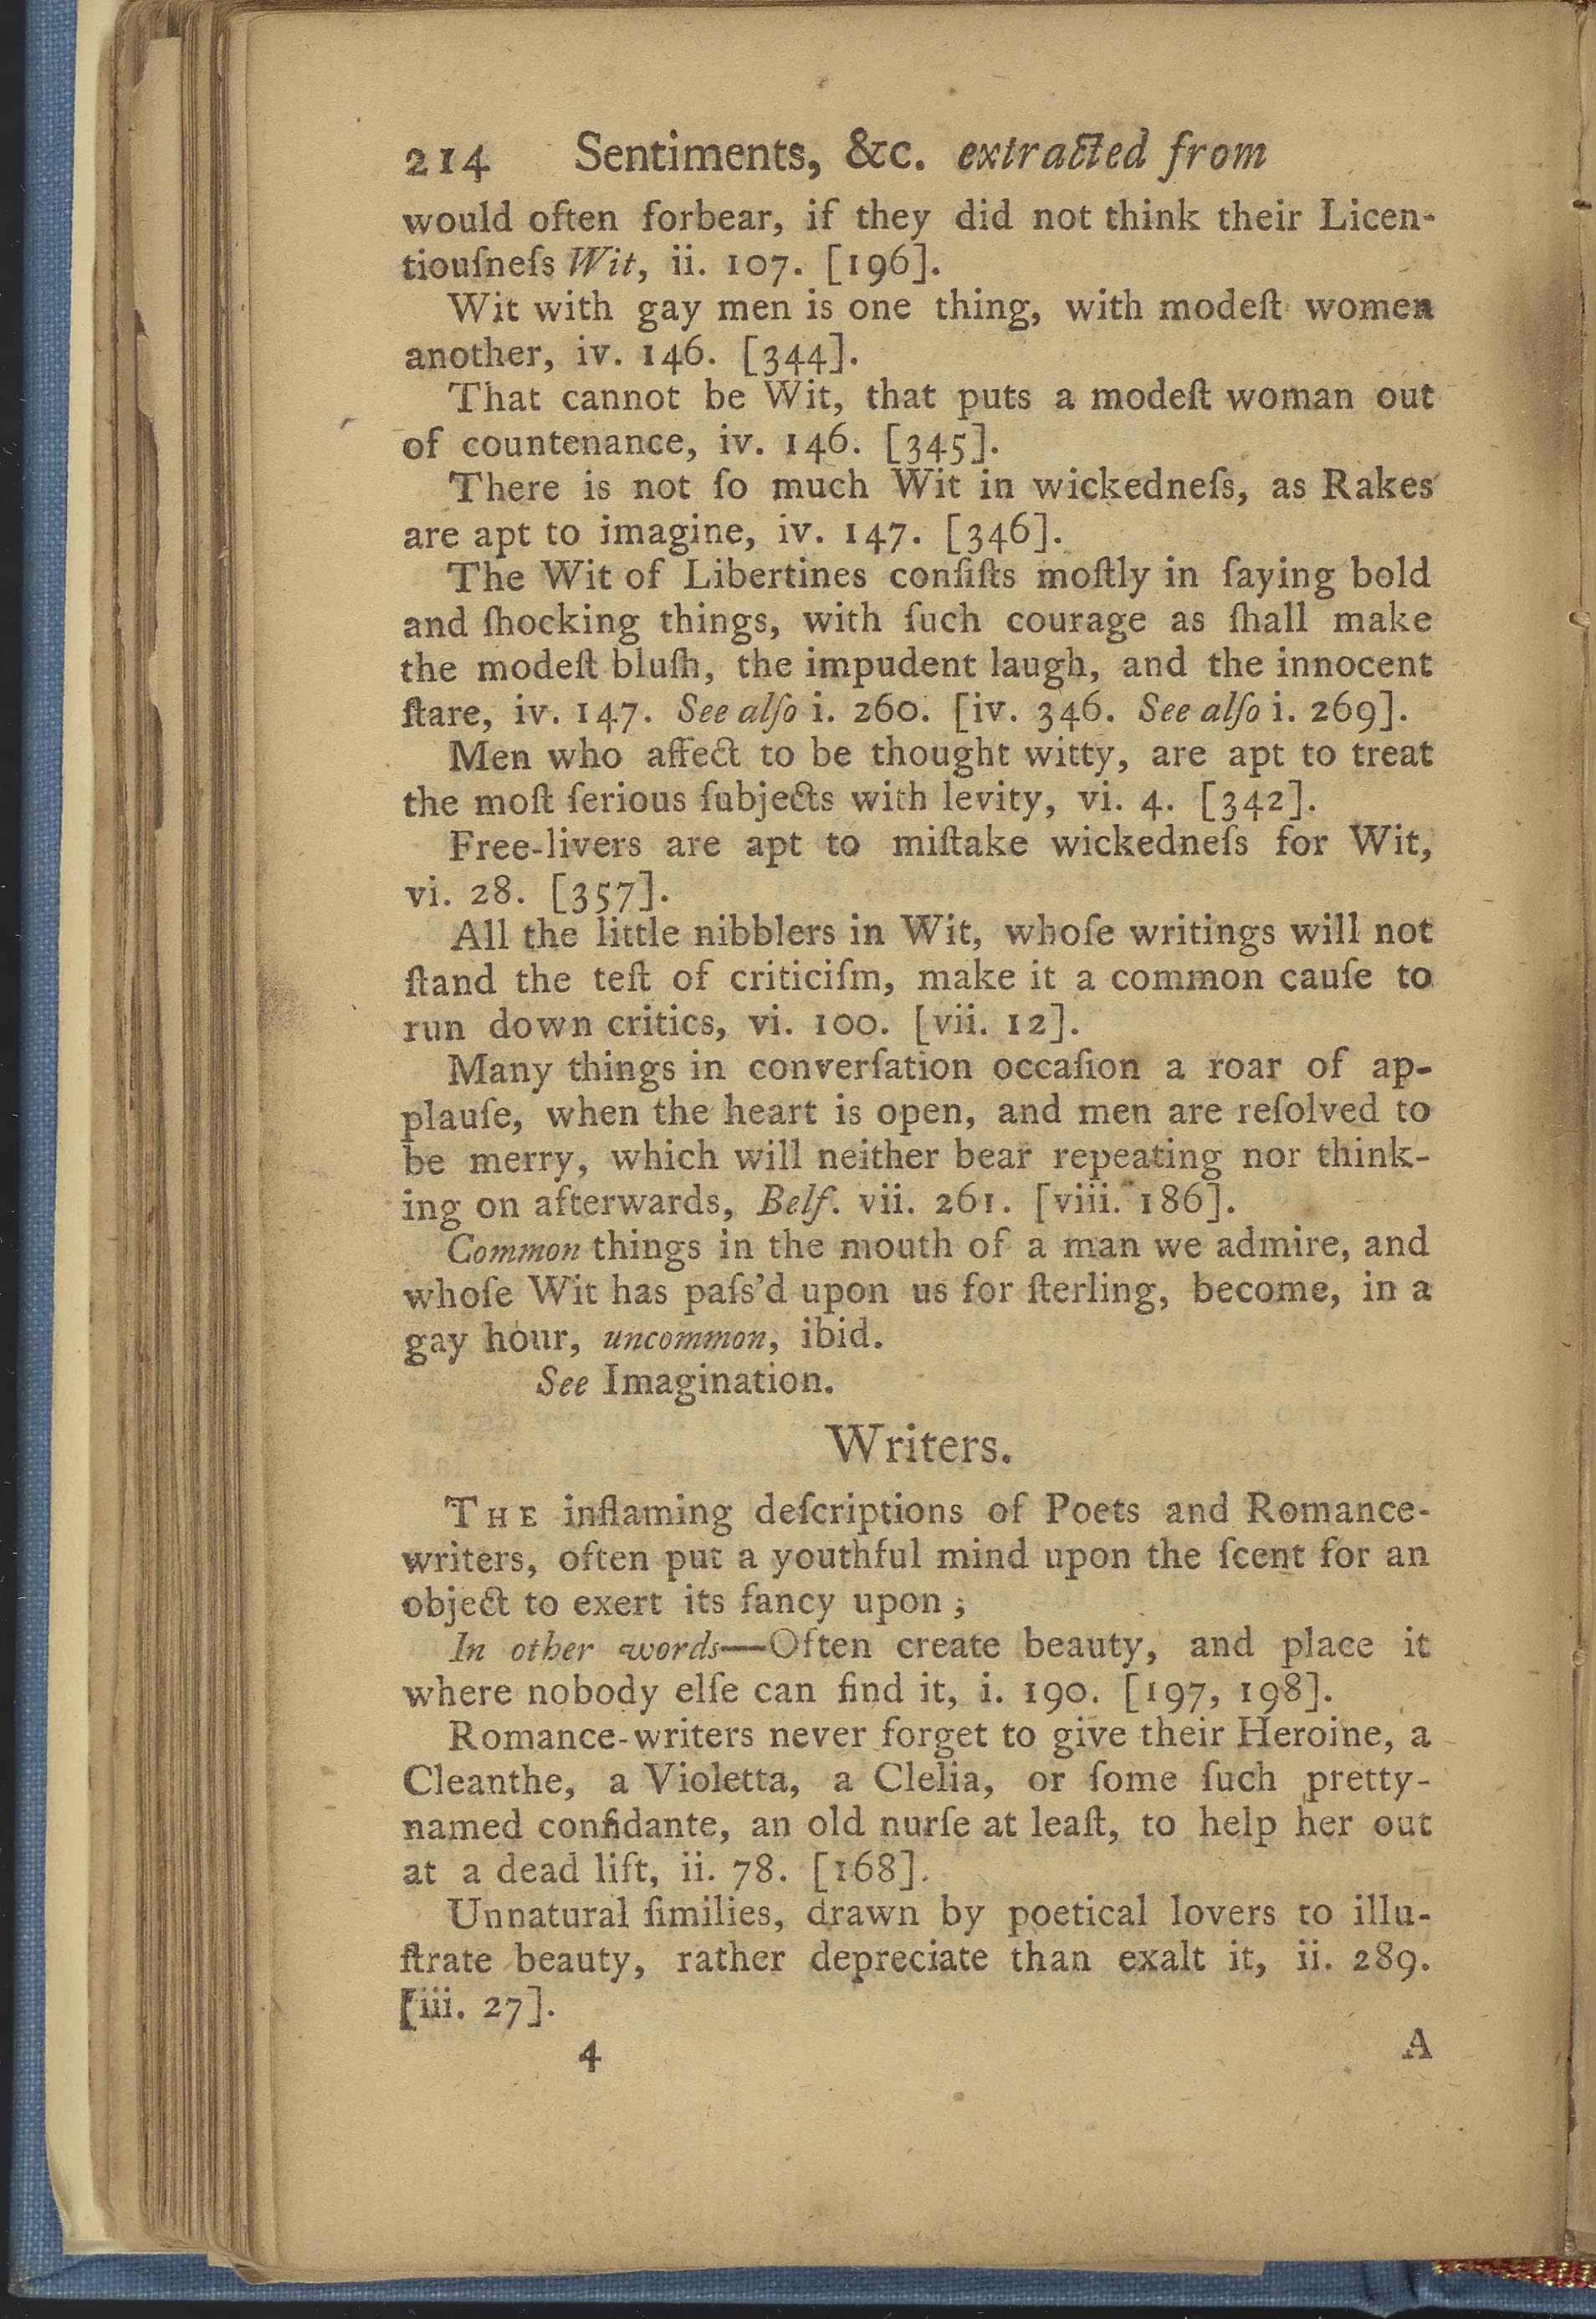 214 Sentiments, &c. extracted from
would often forbear, if they did not think their Licen-
tiouſneſs Wit, ii. 107. [196].
Wit with gay men is one thing, with modeſt women
another, iv. 146. [344].
That cannot be Wit, that puts a modeſt woman out
of countenance, iv. 146. [345].
There is not ſo much Wit in wickedneſs, as Rakes
are apt to imagine, iv. 147. [346].
The Wit of Libertines conſiſts moſtly in ſaying bold
and ſhocking things, with ſuch courage as ſhall make
the modeſt bluſh, the impudent laugh, and the innocent
ſtare, iv. 147. See alſo i. 260. [iv. 346. See alſo i. 269].
Men who affect to be thought witty, are apt to treat
the moſt ſerious ſubjects with levity, vi. 4. [342].
Free-livers are apt to miſtake wickedneſs for Wit,
vi. 28. [357].
All the little nibblers in Wit, whoſe writings will not
ſtand the teſt of criticiſm, make it a common cauſe to
run down critics, vi. 100. [vii. 12].
Many things in converſation occaſion a roar of ap-
plauſe, when the heart is open, and men are reſolved to
be merry, which will neither bear repeating nor think-
ing on afterwards, Belf. vii. 261. [viii. 186].
Common things in the mouth of a man we admire, and
whoſe Wit has paſs'd upon us for ſterling, become, in a
gay hour, uncommon, ibid.
See Imagination.
Writers.
THE inflaming deſcriptions of Poets and Romance-
writers, often put a youthful mind upon the ſcent for an
object to exert its fancy upon;
In other words—Often create beauty, and place it
where nobody elſe can find it, i. 190. [197, 198].
Romance-writers never forget to give their Heroine, a
Cleanthe, a Violetta, a Clelia, or ſome ſuch pretty-
named confidante, an old nurſe at leaſt, to help her out
at a dead lift, ii. 78. [168].
Unnatural ſimilies, drawn by poetical lovers to illu-
ſtrate beauty, rather depreciate than exalt it, ii. 289.
[iii. 27].
4 A